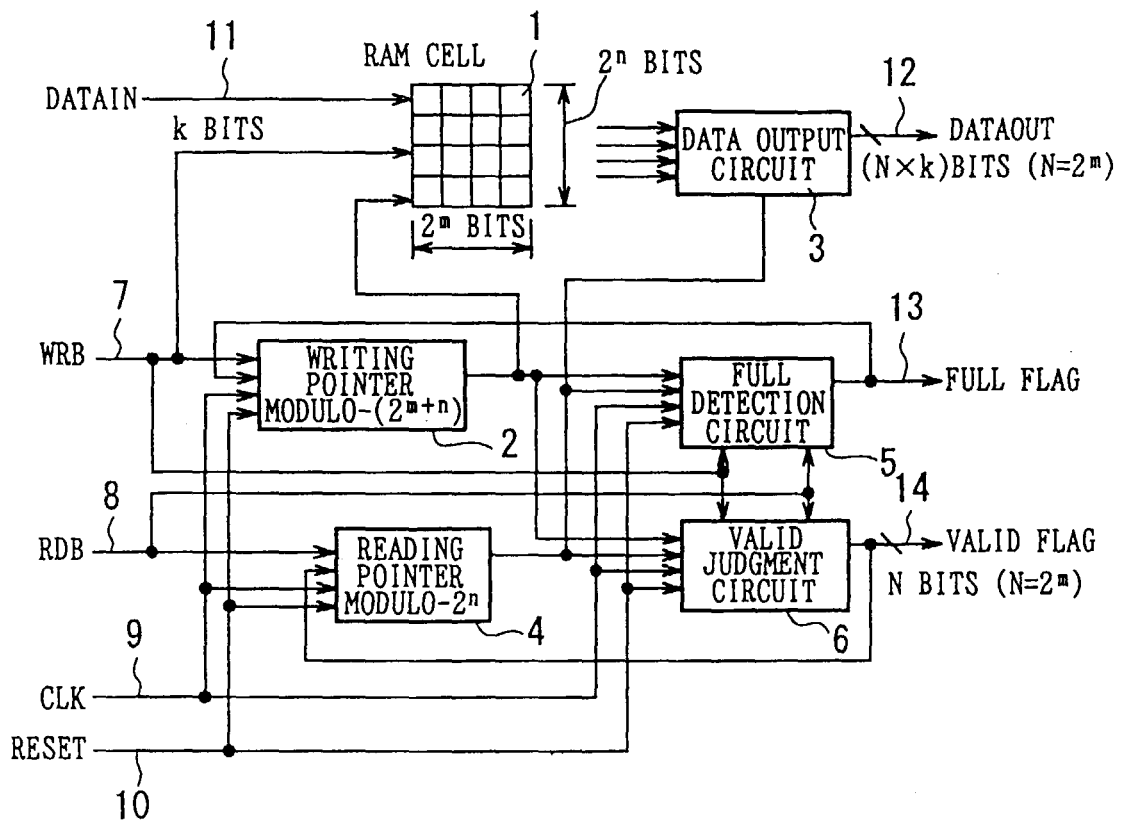 11
RAM CELL
1
2ⁿ BITS
12
DATAIN
k BITS
DATA OUTPUT
CIRCUIT
DATAOUT
(N×k)BITS (N=2ᵐ)
3
2ᵐ BITS
7
WRB
WRITING
POINTER
MODULO-(2ᵐ⁺ⁿ)
2
FULL
DETECTION
CIRCUIT
5
13
FULL FLAG
8
RDB
READING
POINTER
MODULO-2ⁿ
4
VALID
JUDGMENT
CIRCUIT
6
14
VALID FLAG
N BITS (N=2ᵐ)
9
CLK
RESET
10